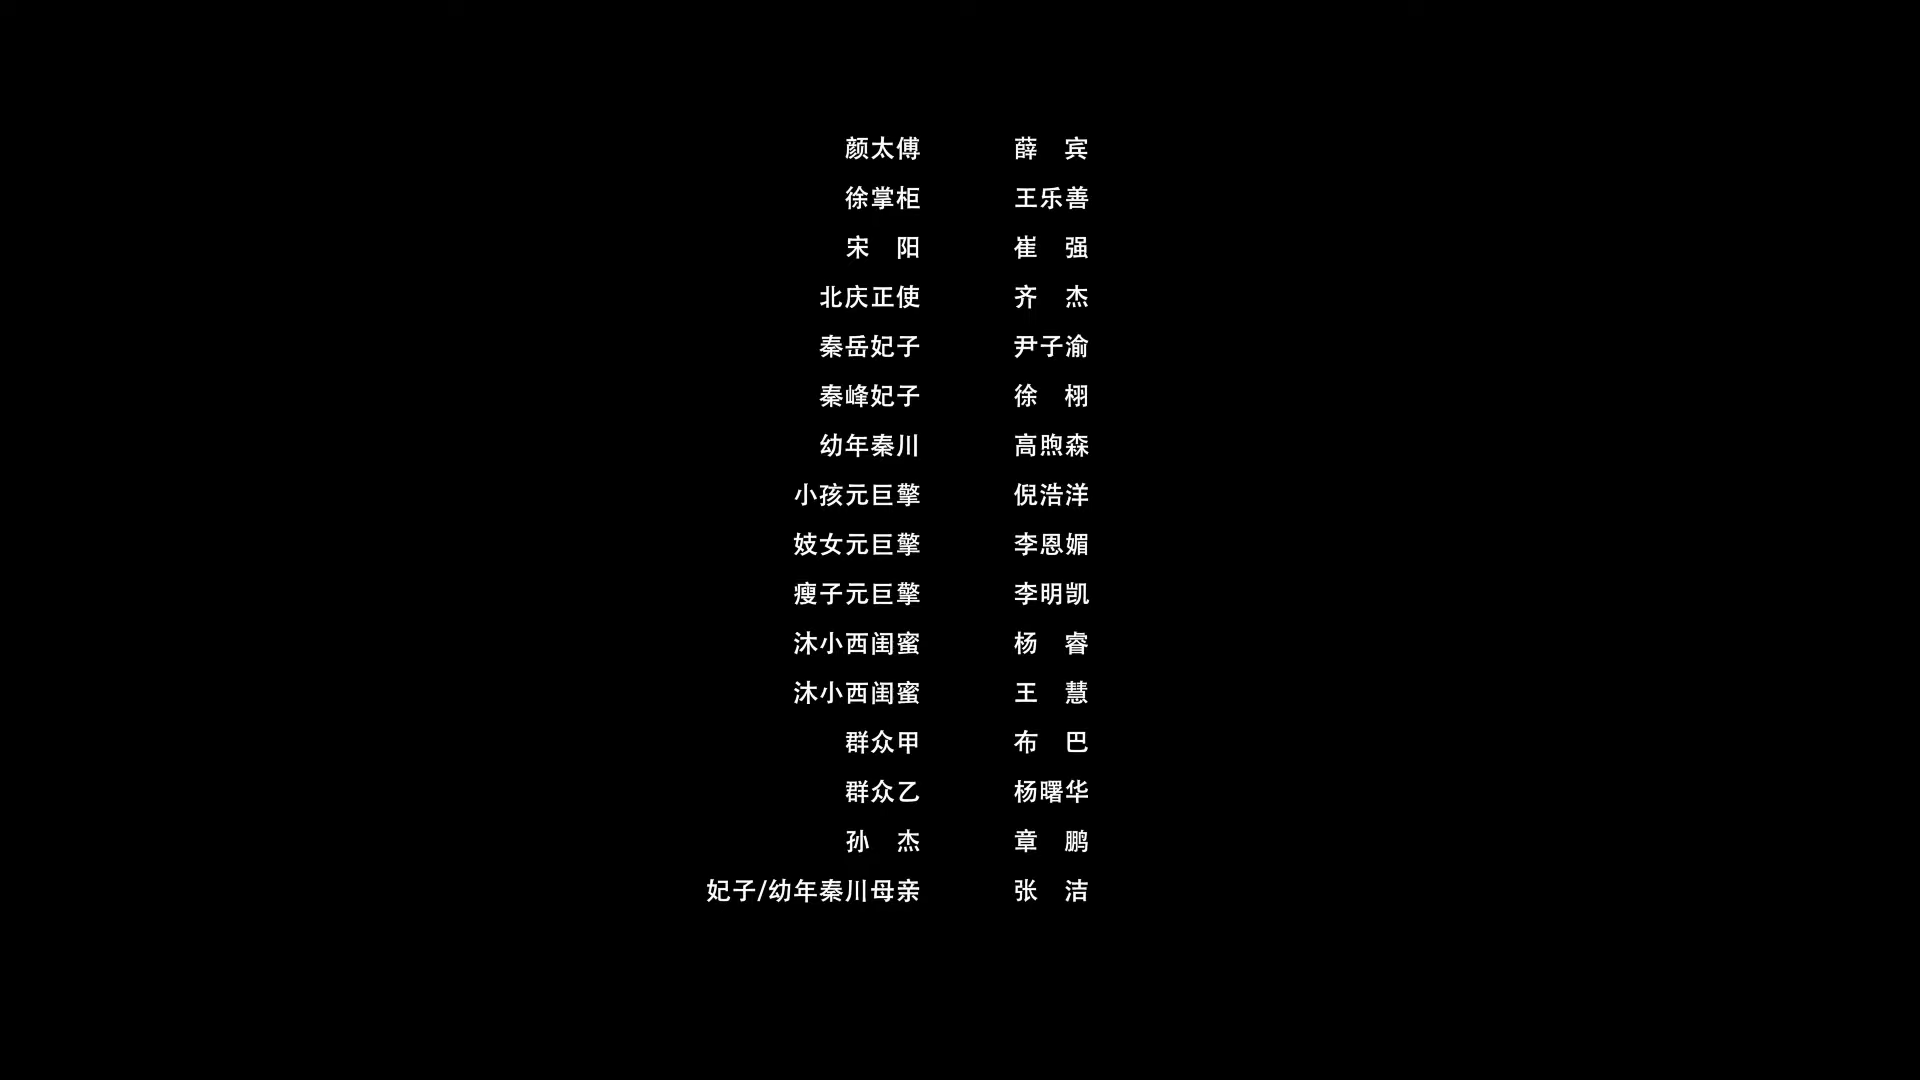 颜太傅 薛 宾
徐掌柜 王乐善
宋 阳 崔 强
北庆正使 齐 杰
秦岳妃子 尹子渝
秦峰妃子 徐 栩
幼年秦川 高煦森
小孩元巨擎 倪浩洋
妓女元巨擎 李恩媚
瘦子元巨擎 李明凯
沐小西闺蜜 杨 睿
沐小西闺蜜 王 慧
群众甲 布 巴
群众乙 杨曙华
孙 杰 章 鹏
妃子/幼年秦川母亲 张 洁